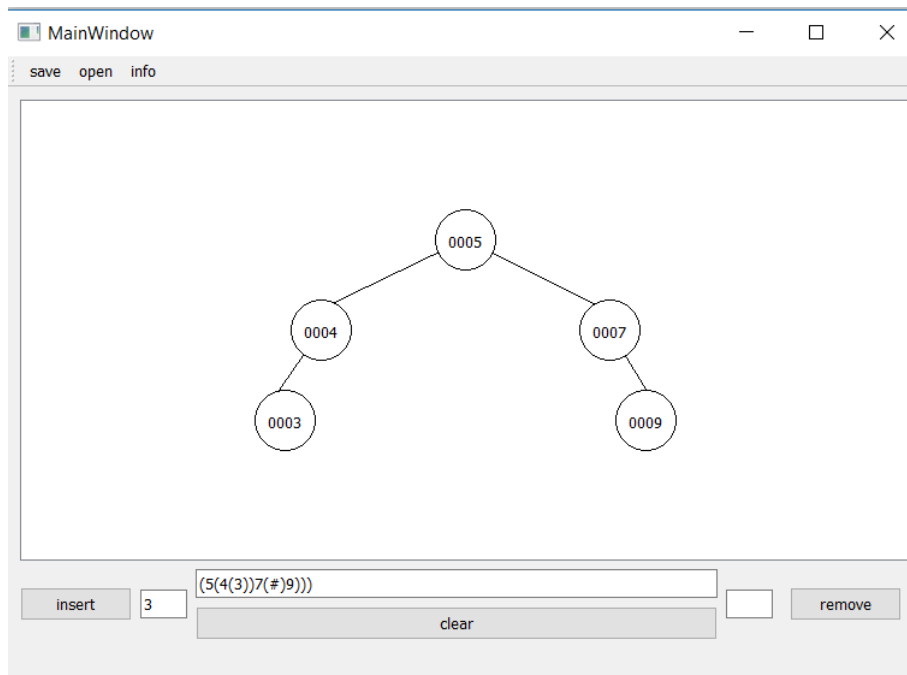 MainWindow
save open info
0005
0004 0007
0003 0009
(5(4(3))7(#)9)))
insert 3 remove
clear